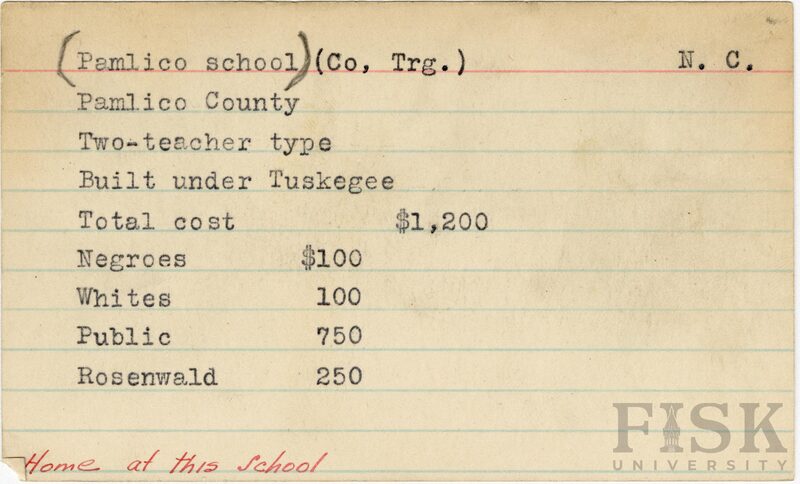 (Pamlico school)(Co, Trg.) N. C.
Pamlico County
Two-teacher type
Built under Tuskegee
Total cost $1,200
Negroes $100
Whites 100
Public 750
Rosenwald 250
Home at this School
FISK
UNIVERSITY